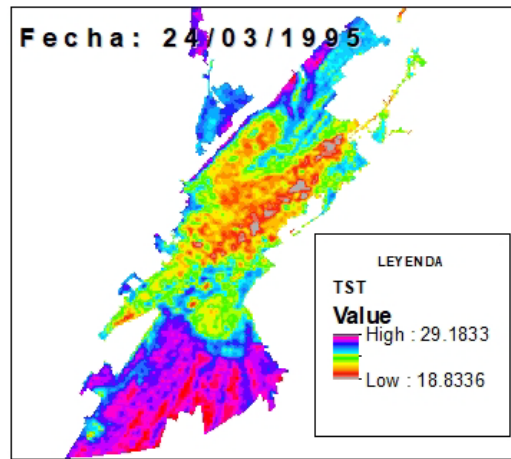 Fecha: 24/03/1995
LEYENDA
TST
Value
High : 29.1833
Low : 18.8336